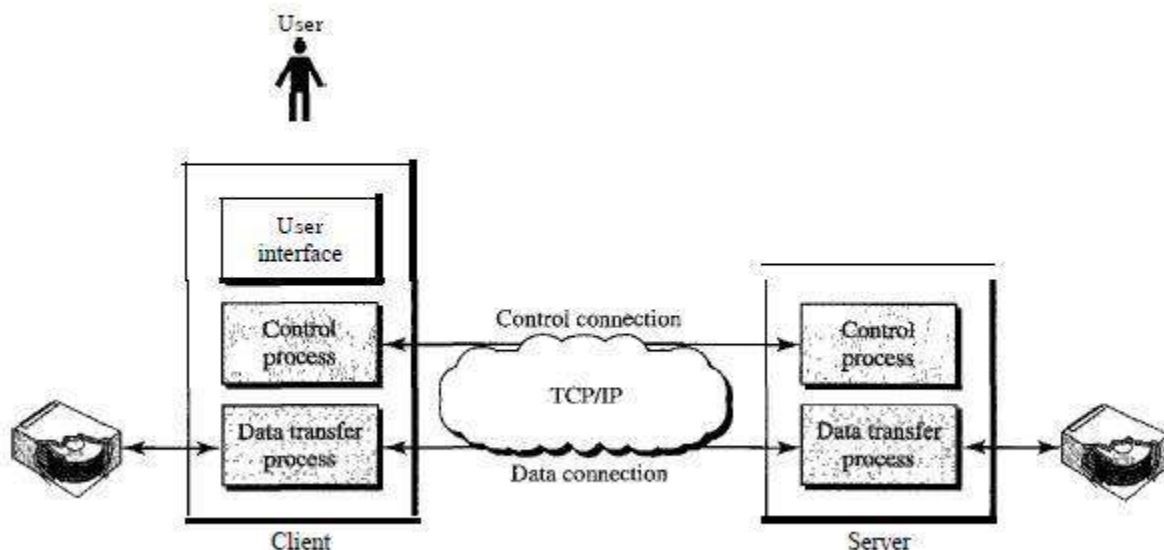 User
User
interface
Control
process
Data transfer
process
Client
Control connection
TCP/IP
Data connection
Control
process
Data transfer
process
Server